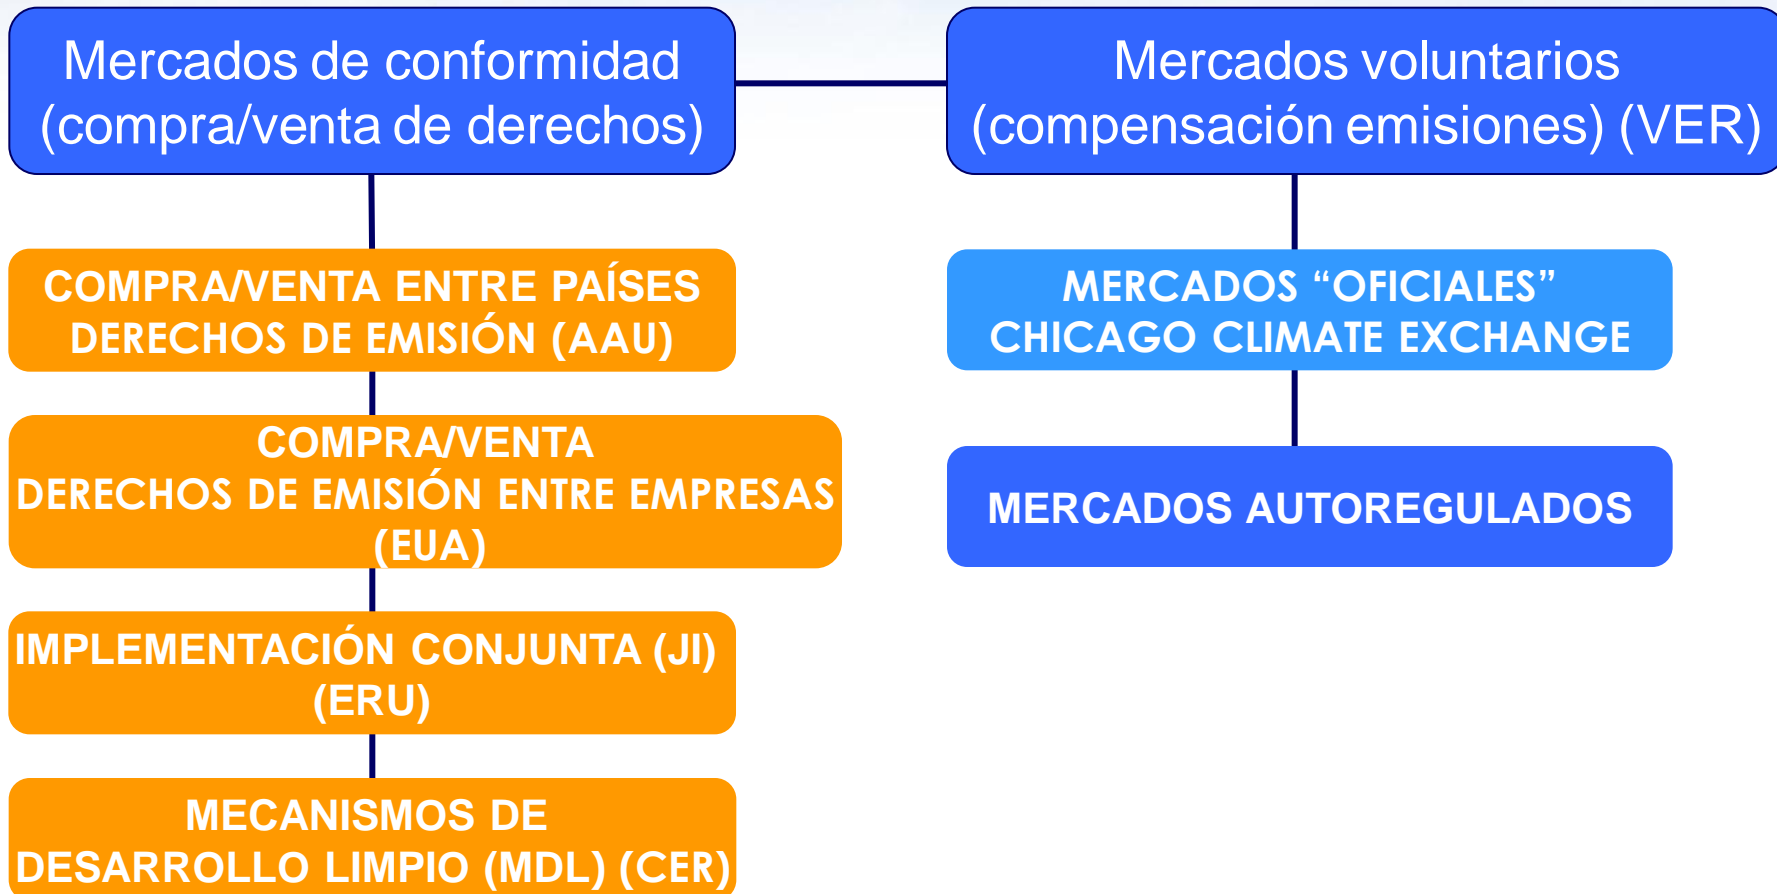 Mercados de conformidad
(compra/venta de derechos)
Mercados voluntarios
(compensación emisiones) (VER)
COMPRA/VENTA ENTRE PAÍSES
DERECHOS DE EMISIÓN (AAU)
COMPRA/VENTA
DERECHOS DE EMISIÓN ENTRE EMPRESAS
(EUA)
IMPLEMENTACIÓN CONJUNTA (JI)
(ERU)
MECANISMOS DE
DESARROLLO LIMPIO (MDL) (CER)
MERCADOS “OFICIALES”
CHICAGO CLIMATE EXCHANGE
MERCADOS AUTOREGULADOS